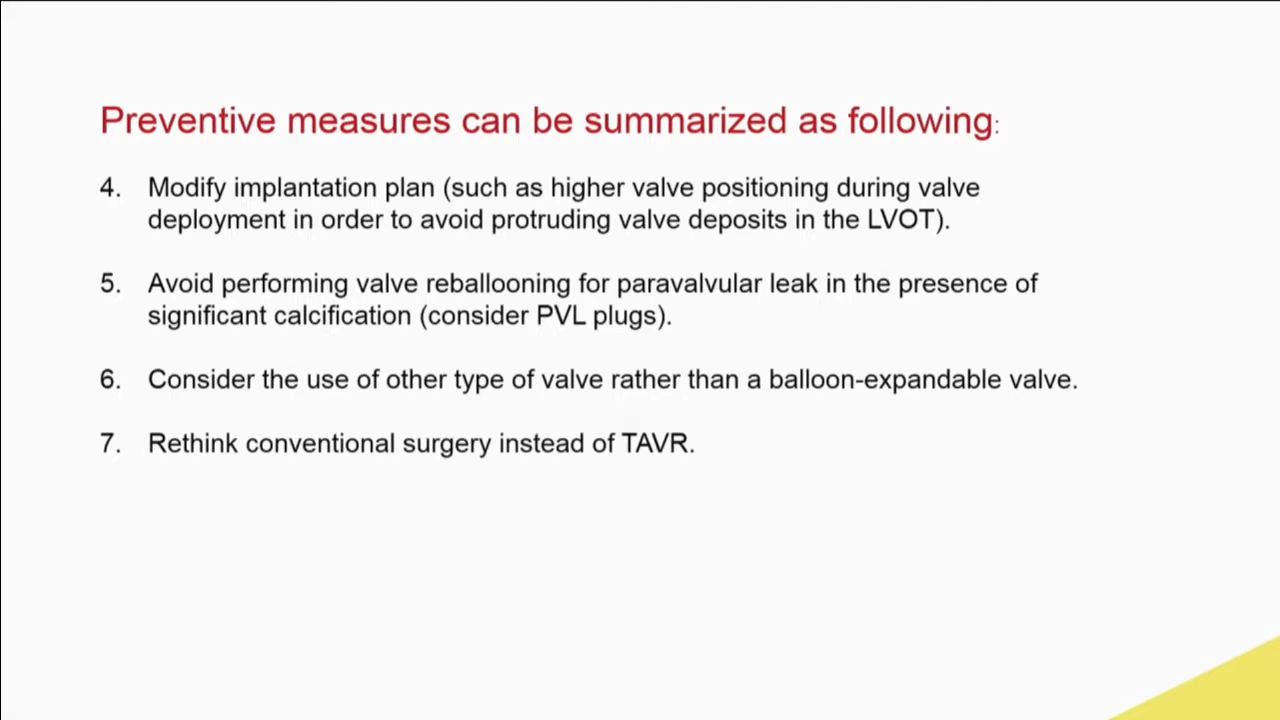 Preventive measures can be summarized as following:
4. Modify implantation plan (such as higher valve positioning during valve
deployment in order to avoid protruding valve deposits in the LVOT).
5. Avoid performing valve reballooning for paravalvular leak in the presence of
significant calcification (consider PVL plugs).
6. Consider the use of other type of valve rather than a balloon-expandable valve.
7. Rethink conventional surgery instead of TAVR.